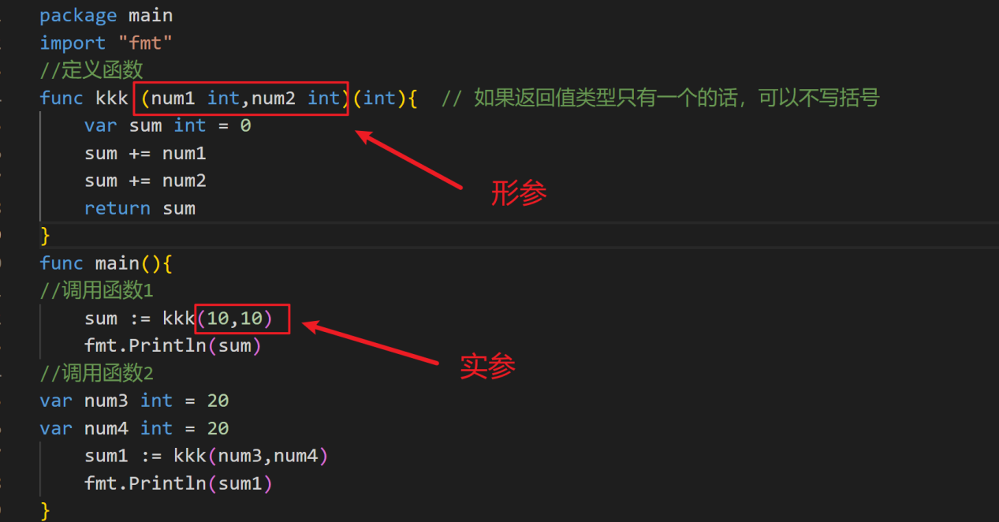 package main
import "fmt"
//定义函数
func kkk (num1 int,num2 int)(int){  // 如果返回值类型只有一个的话，可以不写括号
    var sum int = 0
    sum += num1
    sum += num2
    return sum
}
形参
func main(){
//调用函数1
    sum := kkk(10,10)
    fmt.Println(sum)
实参
//调用函数2
var num3 int = 20
var num4 int = 20
    sum1 := kkk(num3,num4)
    fmt.Println(sum1)
}